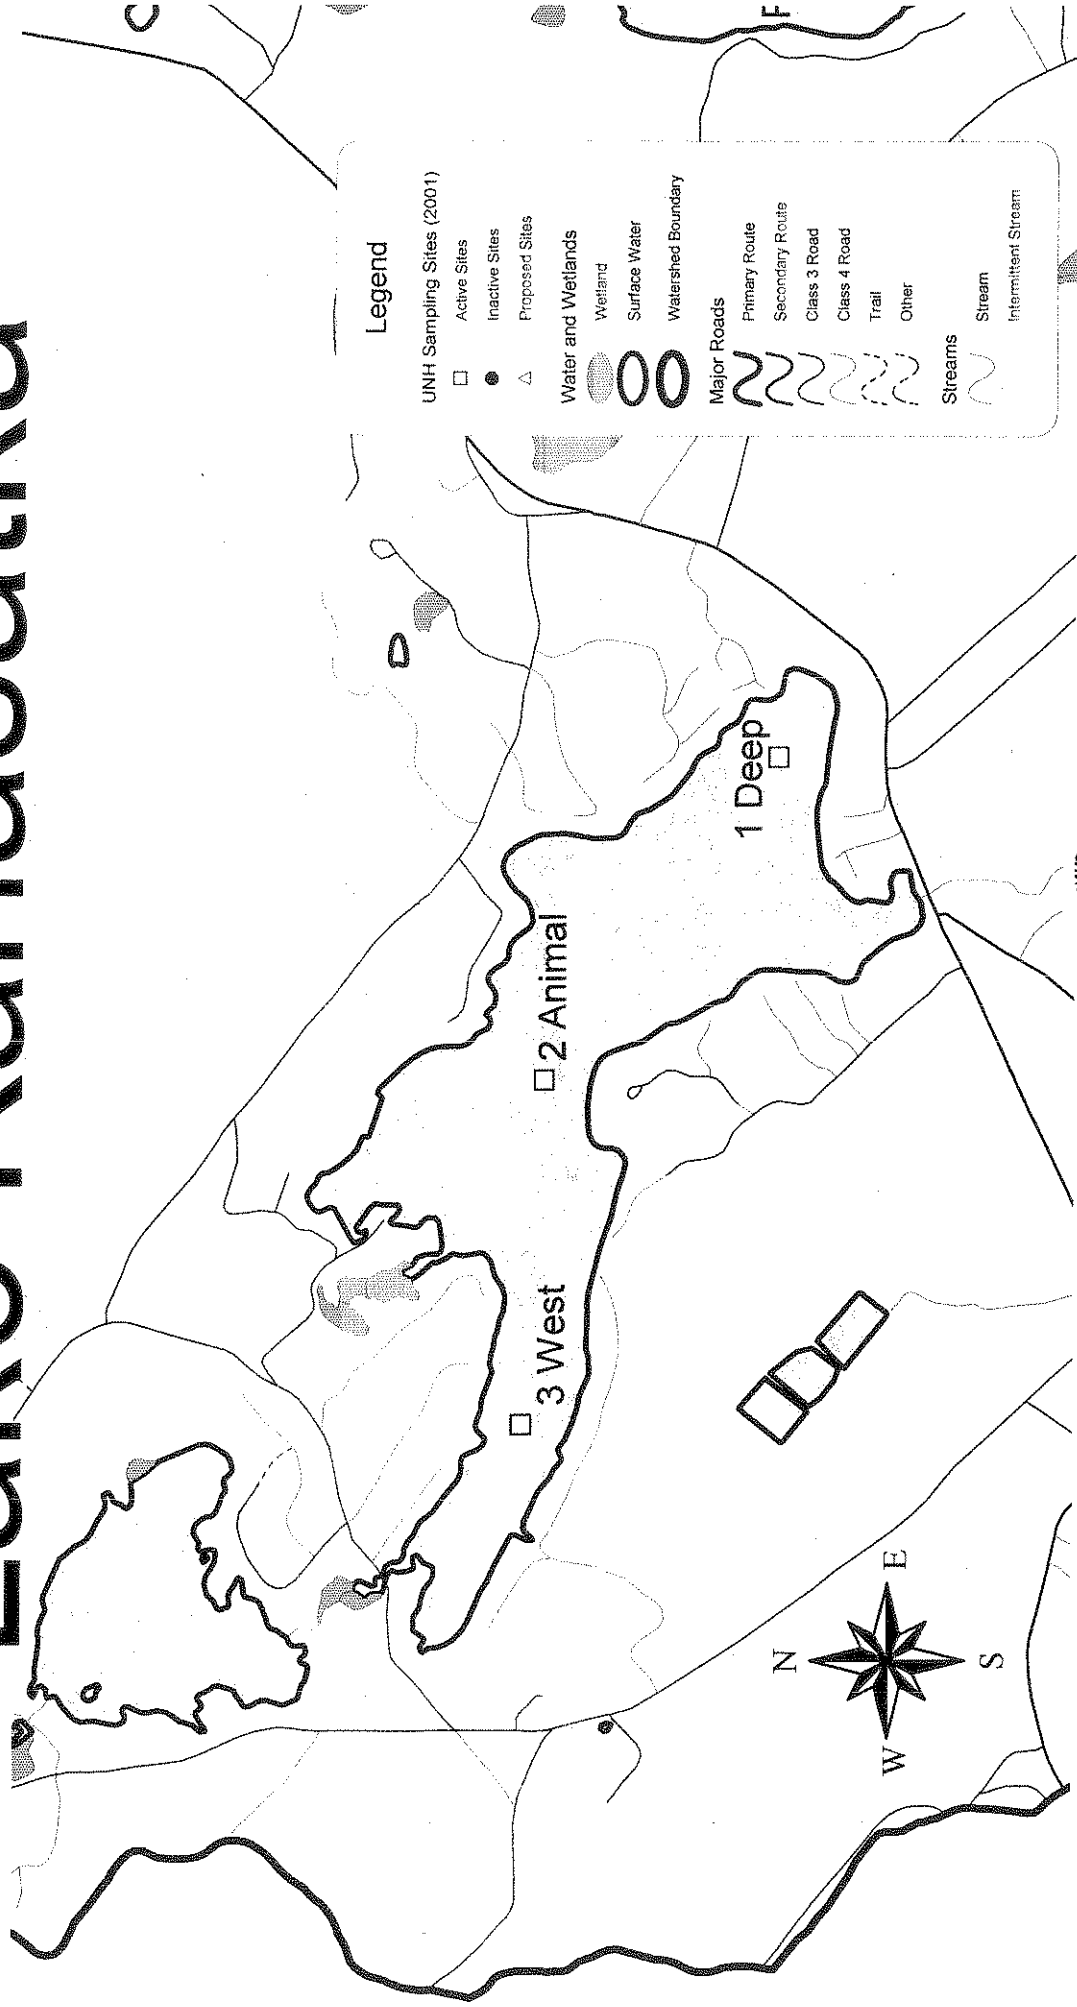 Lake Kanasatka
3 West
2 Animal
1 Deep
N
W
E
S
Legend
UNH Sampling Sites (2001)
Active Sites
Inactive Sites
Proposed Sites
Water and Wetlands
Wetland
Surface Water
Watershed Boundary
Major Roads
Primary Route
Secondary Route
Class 3 Road
Class 4 Road
Trail
Other
Streams
Stream
Intermittent Stream